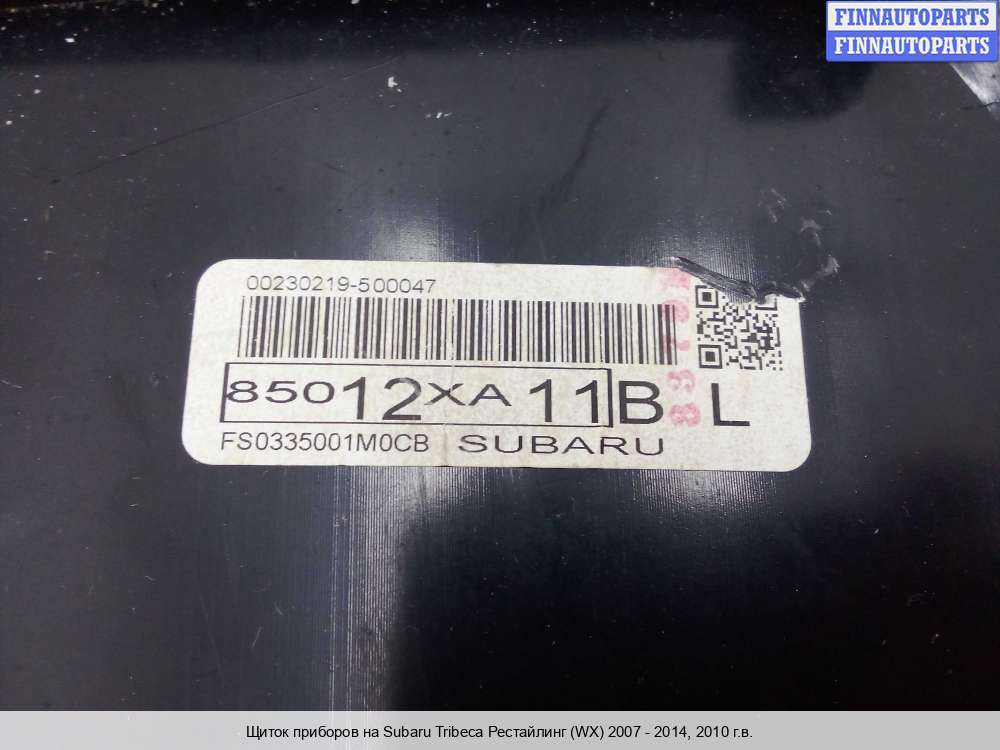 FINNAUTOPARTS
FINNAUTOPARTS
00230219-500047
85012XA11B L
FS0335001M0CB SUBARU
Щиток приборов на Subaru Tribeca Рестайлинг (WX) 2007 - 2014, 2010 г.в.